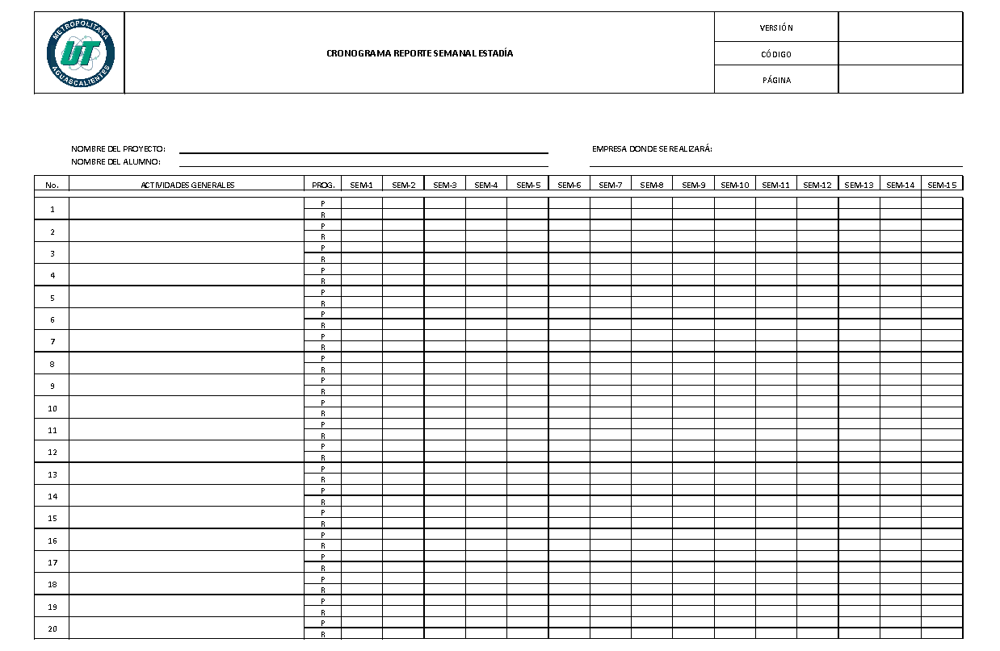 METROPOLITANA
UT
AGUASCALIENTES
CRONOGRAMA REPORTE SEMANAL ESTADÍA
VERSIÓN
CÓDIGO
PÁGINA
NOMBRE DEL PROYECTO:
EMPRESA DONDE SE REALIZARÁ:
NOMBRE DEL ALUMNO:
No. ACTIVIDADES GENERALES PROG. SEM-1 SEM-2 SEM-3 SEM-4 SEM-5 SEM-6 SEM-7 SEM-8 SEM-9 SEM-10 SEM-11 SEM-12 SEM-13 SEM-14 SEM-15
P
1
R
P
2
R
P
3
R
P
4
R
P
5
R
P
6
R
P
7
R
P
8
R
P
9
R
P
10
R
P
11
R
P
12
R
P
13
R
P
14
R
P
15
R
P
16
R
P
17
R
P
18
R
P
19
R
P
20
R